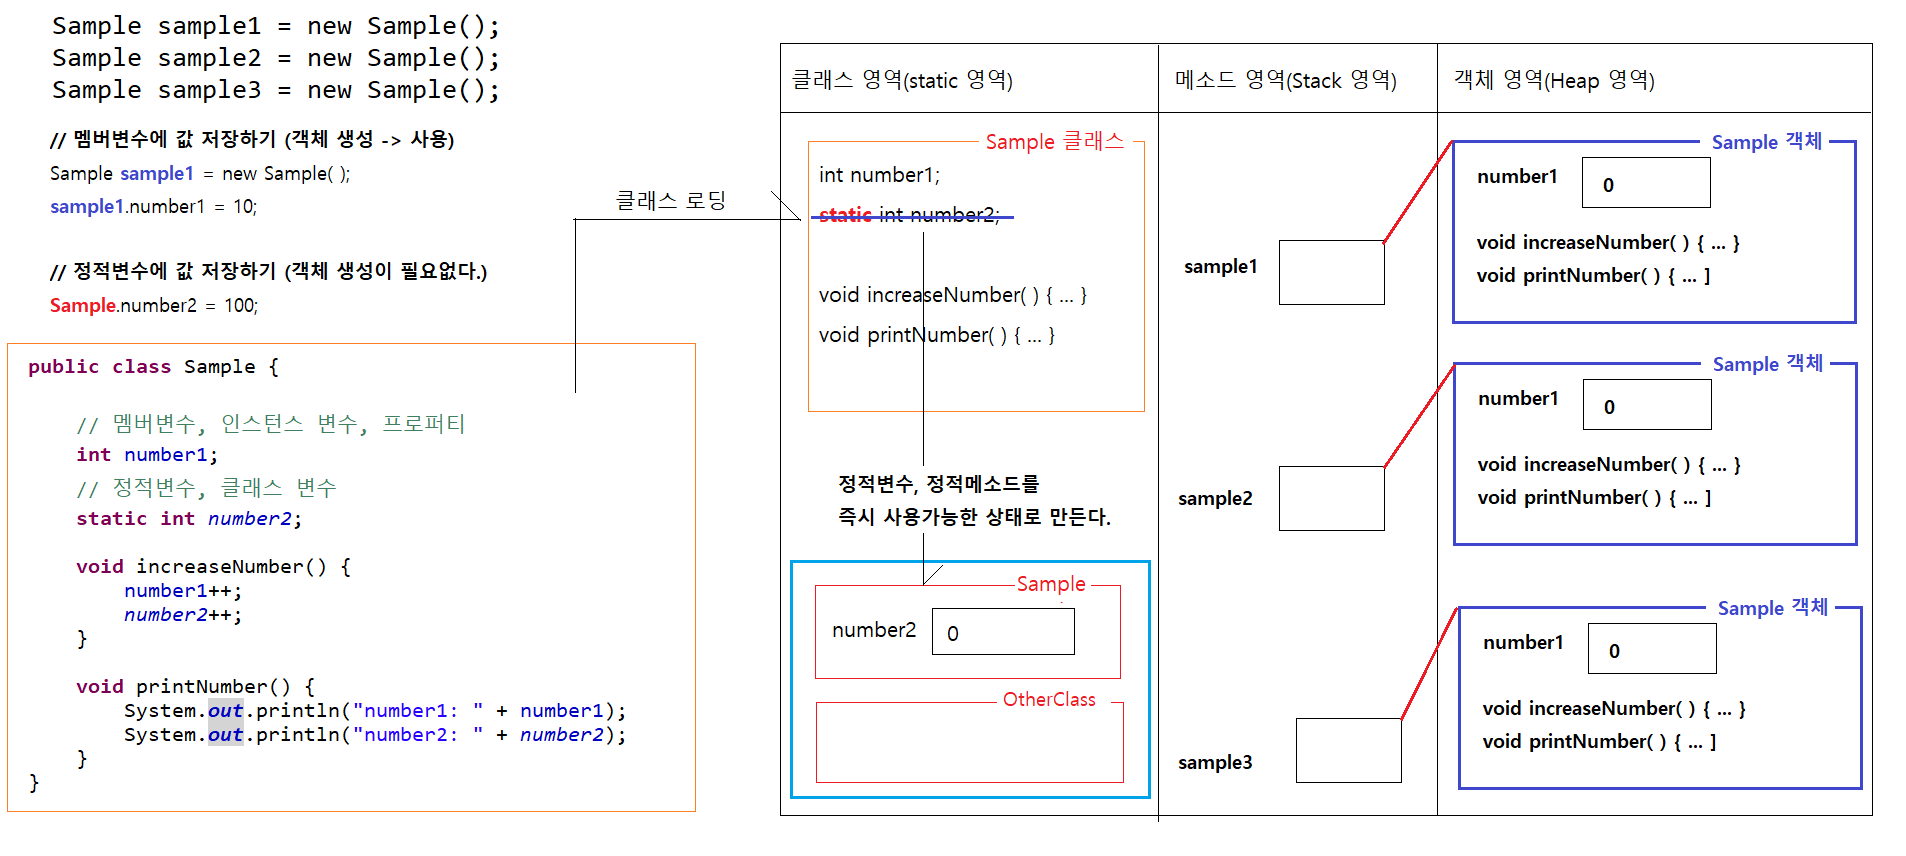 Sample sample1 = new Sample();
Sample sample2 = new Sample();
Sample sample3 = new Sample();
// 멤버변수에 값 저장하기 (객체 생성 -> 사용)
Sample sample1 = new Sample( );
sample1.number1 = 10;
// 정적변수에 값 저장하기 (객체 생성이 필요없다.)
Sample.number2 = 100;
public class Sample {
// 멤버변수, 인스턴스 변수, 프로퍼티
int number1;
// 정적변수, 클래스 변수
static int number2;
void increaseNumber() {
number1++;
number2++;
}
void printNumber() {
System.out.println("number1: " + number1);
System.out.println("number2: " + number2);
}
}
클래스 로딩
클래스 영역(static 영역)
Sample 클래스
int number1;
static int number2;
void increaseNumber( ) { ... }
void printNumber( ) { ... }
정적변수, 정적메소드를
즉시 사용가능한 상태로 만든다.
Sample
number2 0
OtherClass
메소드 영역(Stack 영역)
sample1
sample2
sample3
객체 영역(Heap 영역)
Sample 객체
number1 0
void increaseNumber( ) { ... }
void printNumber( ) { ... ]
Sample 객체
number1 0
void increaseNumber( ) { ... }
void printNumber( ) { ... ]
Sample 객체
number1 0
void increaseNumber( ) { ... }
void printNumber( ) { ... ]